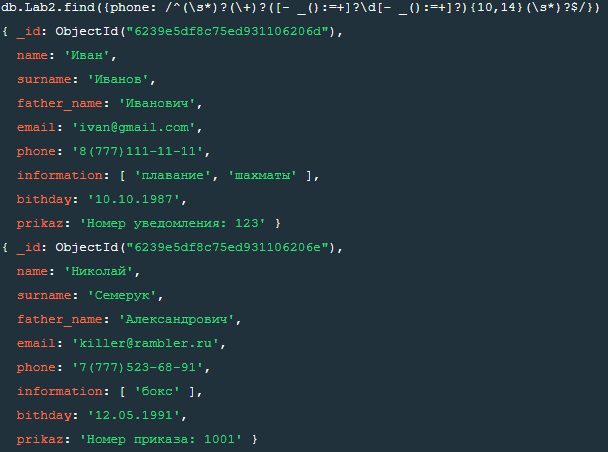 db.Lab2.find({phone: /^(\s*)?(\+)?([- _():=+]?\d[- _():=+]?){10,14}(\s*)?$/})
{ _id: ObjectId("6239e5df8c75ed931106206d"),
name: 'Иван',
surname: 'Иванов',
father_name: 'Иванович',
email: 'ivan@gmail.com',
phone: '8(777)111-11-11',
information: [ 'плавание', 'шахматы' ],
bithday: '10.10.1987',
prikaz: 'Номер уведомления: 123' }
{ _id: ObjectId("6239e5df8c75ed931106206e"),
name: 'Николай',
surname: 'Семерук',
father_name: 'Александрович',
email: 'killer@rambler.ru',
phone: '7(777)523-68-91',
information: [ 'бокс' ],
bithday: '12.05.1991',
prikaz: 'Номер приказа: 1001' }